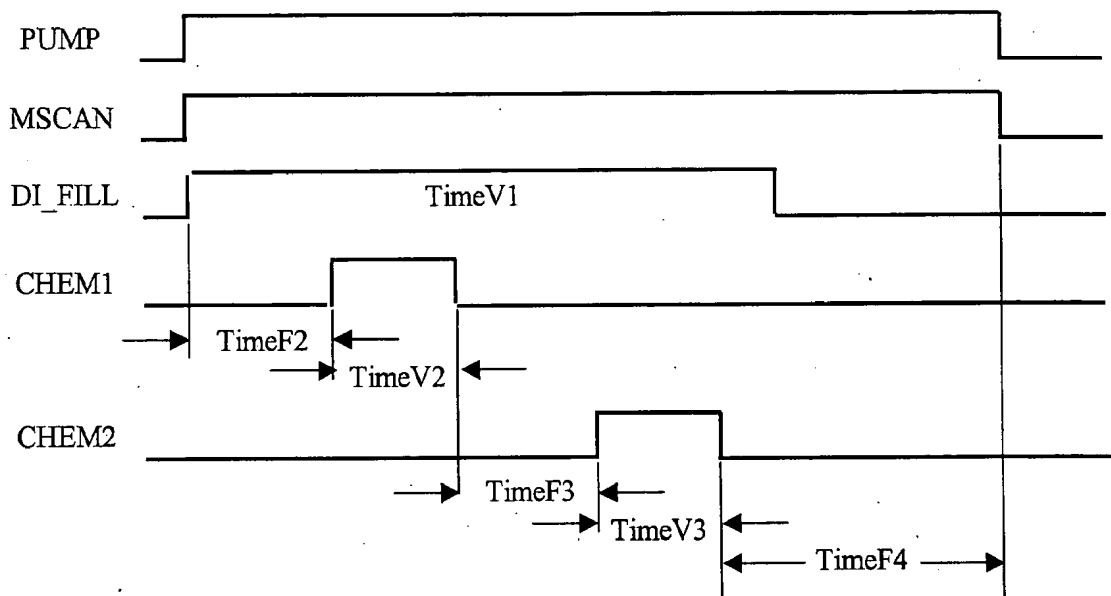 PUMP
MSCAN
DI_FILL
TimeV1
CHEM1
TimeF2
TimeV2
CHEM2
TimeF3
TimeV3
TimeF4